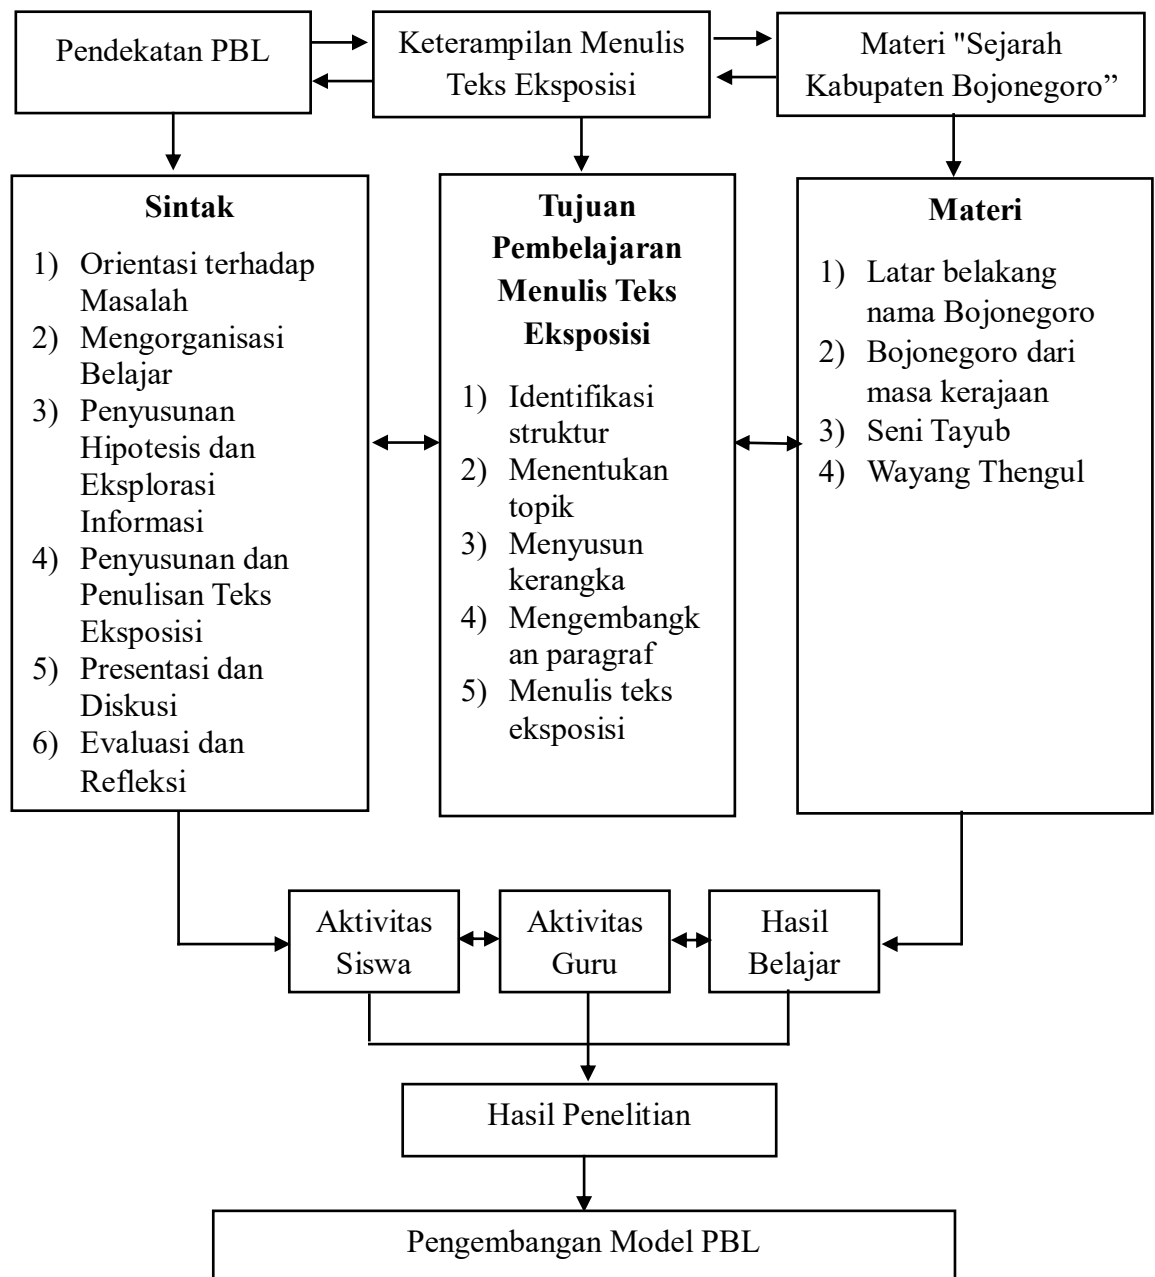 Pendekatan PBL
Keterampilan Menulis
Teks Eksposisi
Materi "Sejarah
Kabupaten Bojonegoro”
Sintak
1) Orientasi terhadap
Masalah
2) Mengorganisasi
Belajar
3) Penyusunan
Hipotesis dan
Eksplorasi
Informasi
4) Penyusunan dan
Penulisan Teks
Eksposisi
5) Presentasi dan
Diskusi
6) Evaluasi dan
Refleksi
Tujuan
Pembelajaran
Menulis Teks
Eksposisi
1) Identifikasi
struktur
2) Menentukan
topik
3) Menyusun
kerangka
4) Mengembangk
an paragraf
5) Menulis teks
eksposisi
Materi
1) Latar belakang
nama Bojonegoro
2) Bojonegoro dari
masa kerajaan
3) Seni Tayub
4) Wayang Thengul
Aktivitas
Siswa
Aktivitas
Guru
Hasil
Belajar
Hasil Penelitian
Pengembangan Model PBL